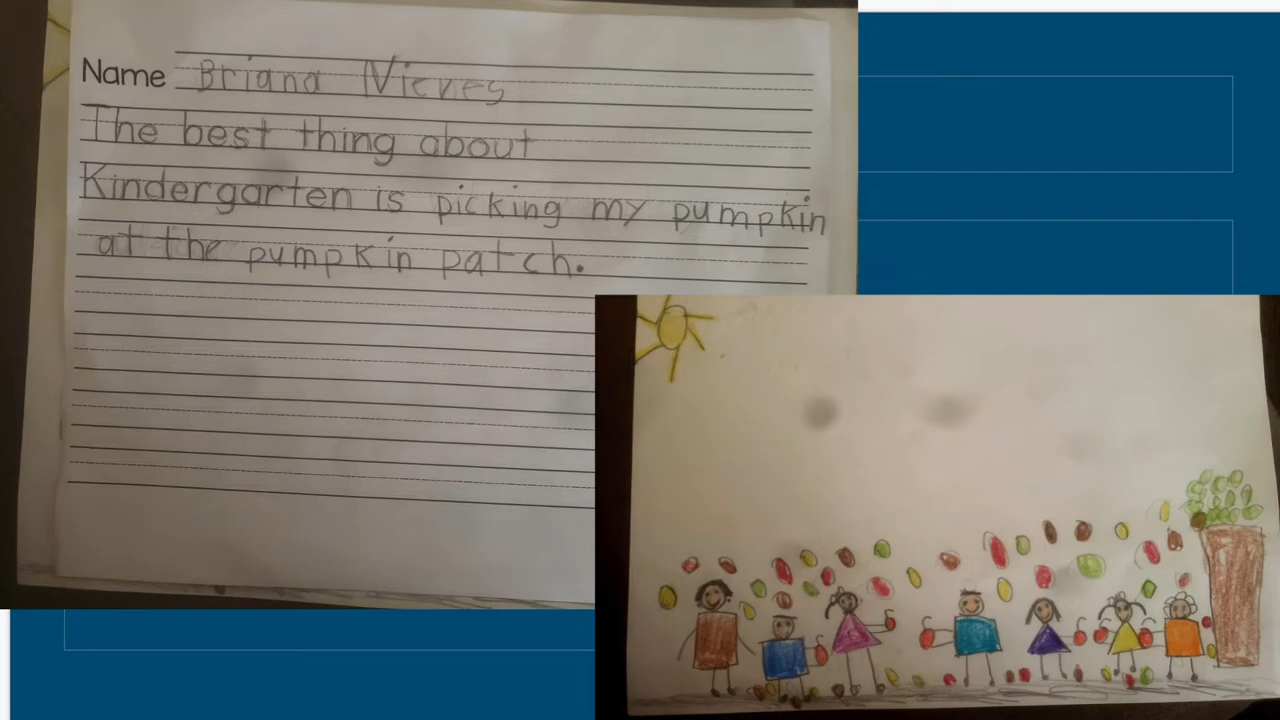 Name Briana Nieves
The best thing about
Kindergarten is picking my pumpkin
at the pumpkin patch.